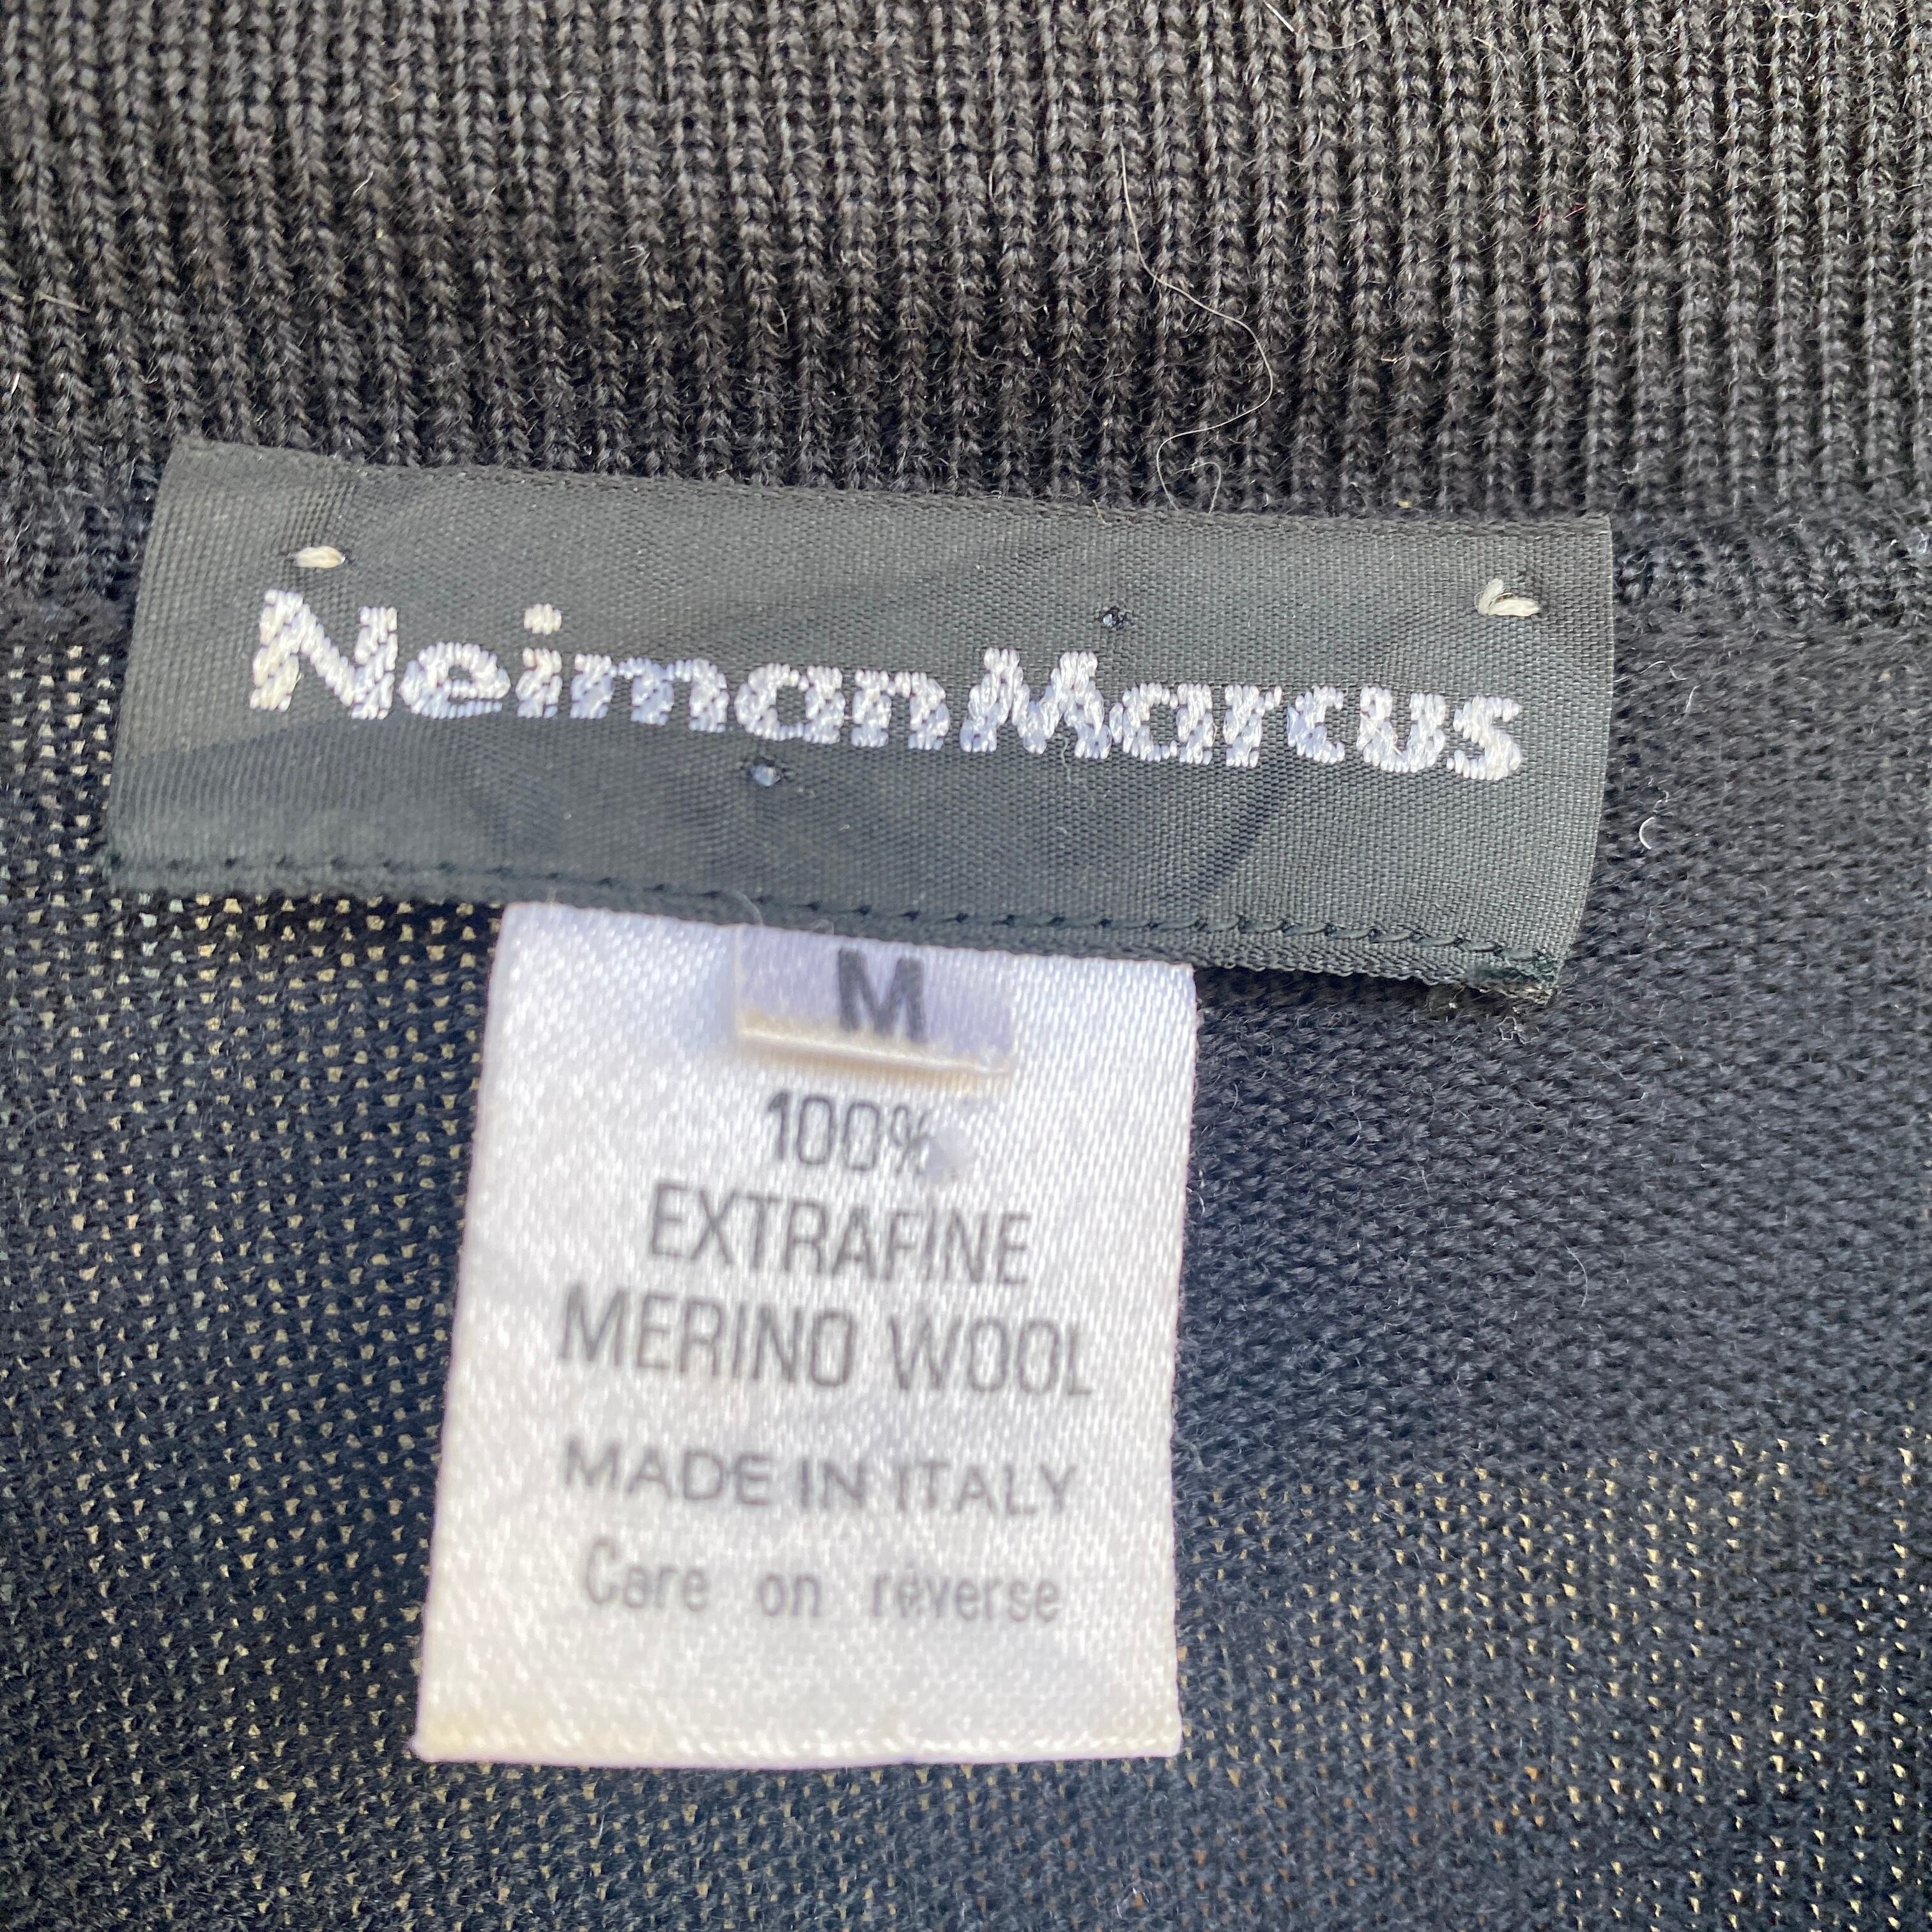 NeimanMarcus
M
100%
EXTRAFINE
MERINO WOOL
MADE IN ITALY
Care on reverse